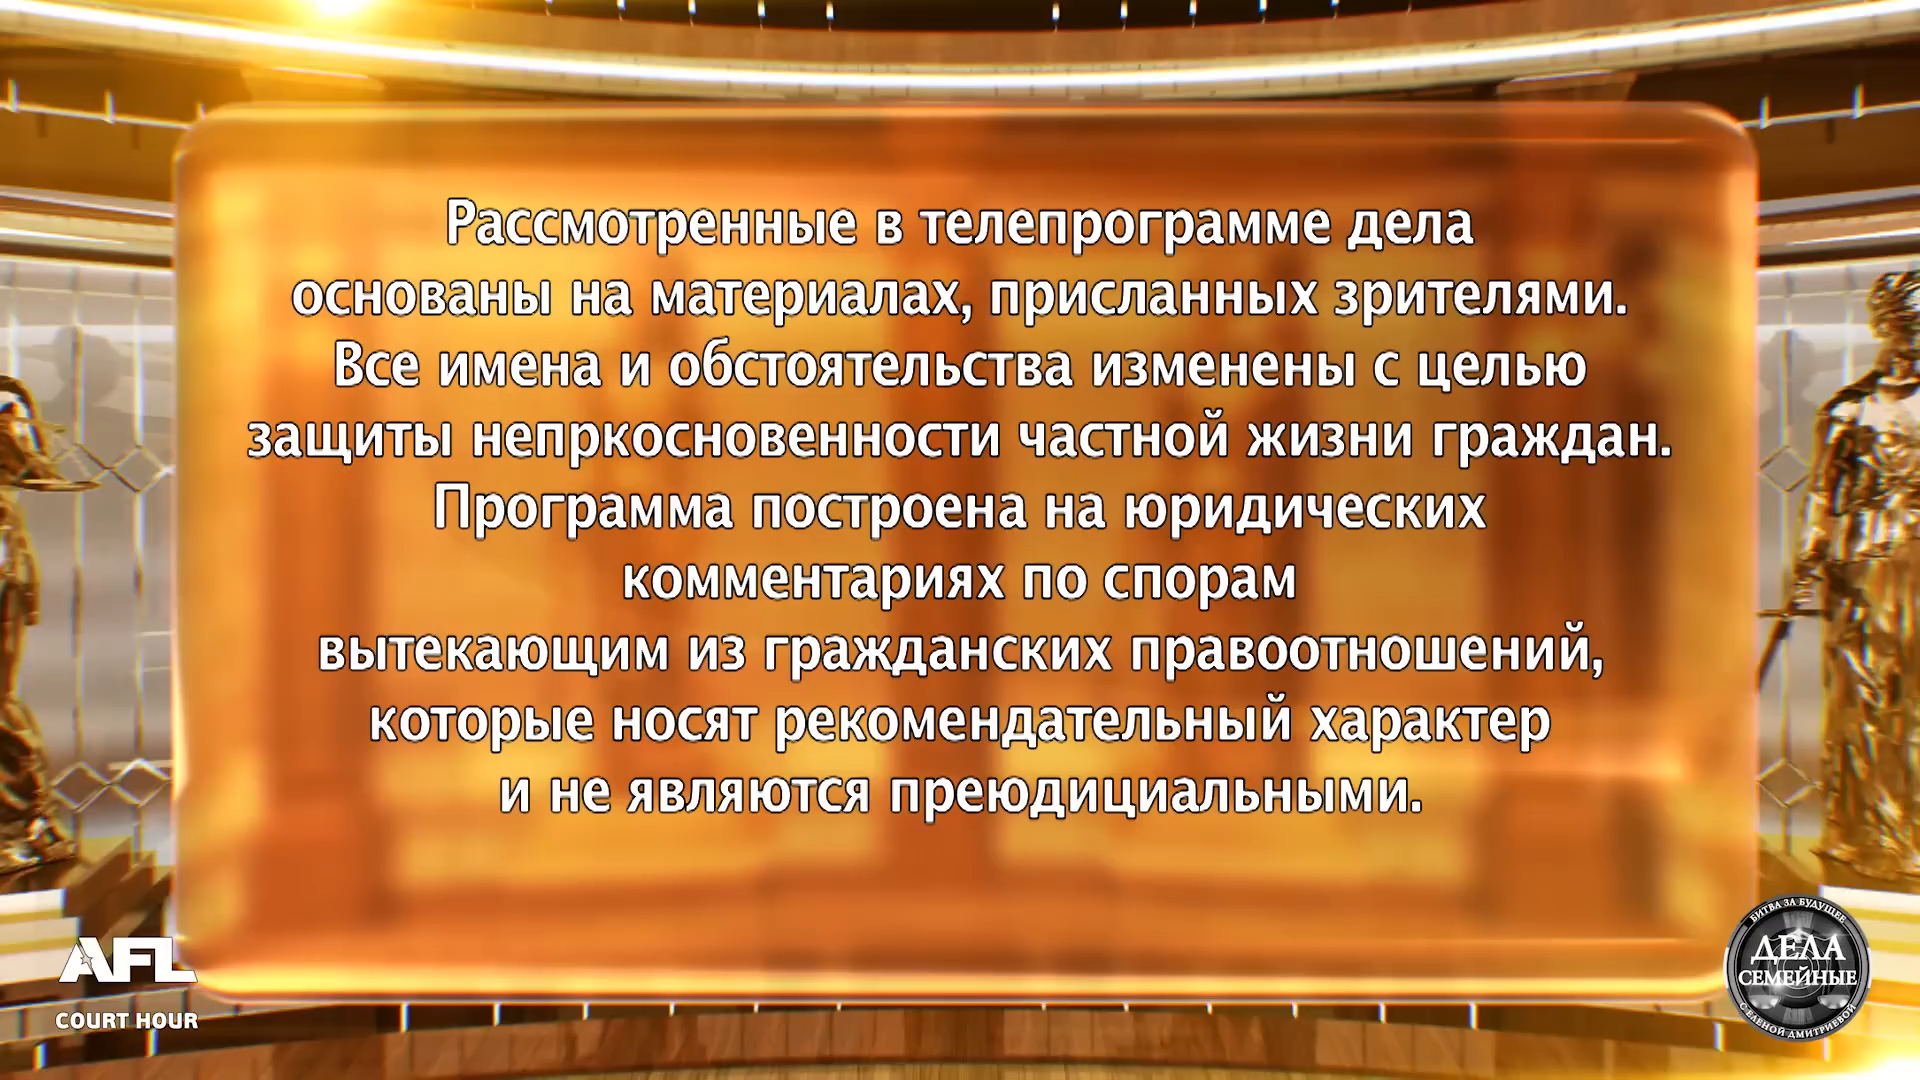 Рассмотренные в телепрограмме дела
основаны на материалах, присланных зрителями.
Все имена и обстоятельства изменены с целью
защиты непркосновенности частной жизни граждан.
Программа построена на юридических
комментариях по спорам
вытекающим из гражданских правоотношений,
которые носят рекомендательный характер
и не являются преюдициальными.
AFL
COURT HOUR
БИТВА ЗА БУДУЩЕЕ
ДЕЛА
СЕМЕЙНЫЕ
С ЕЛЕНОЙ ДМИТРИЕВОЙ